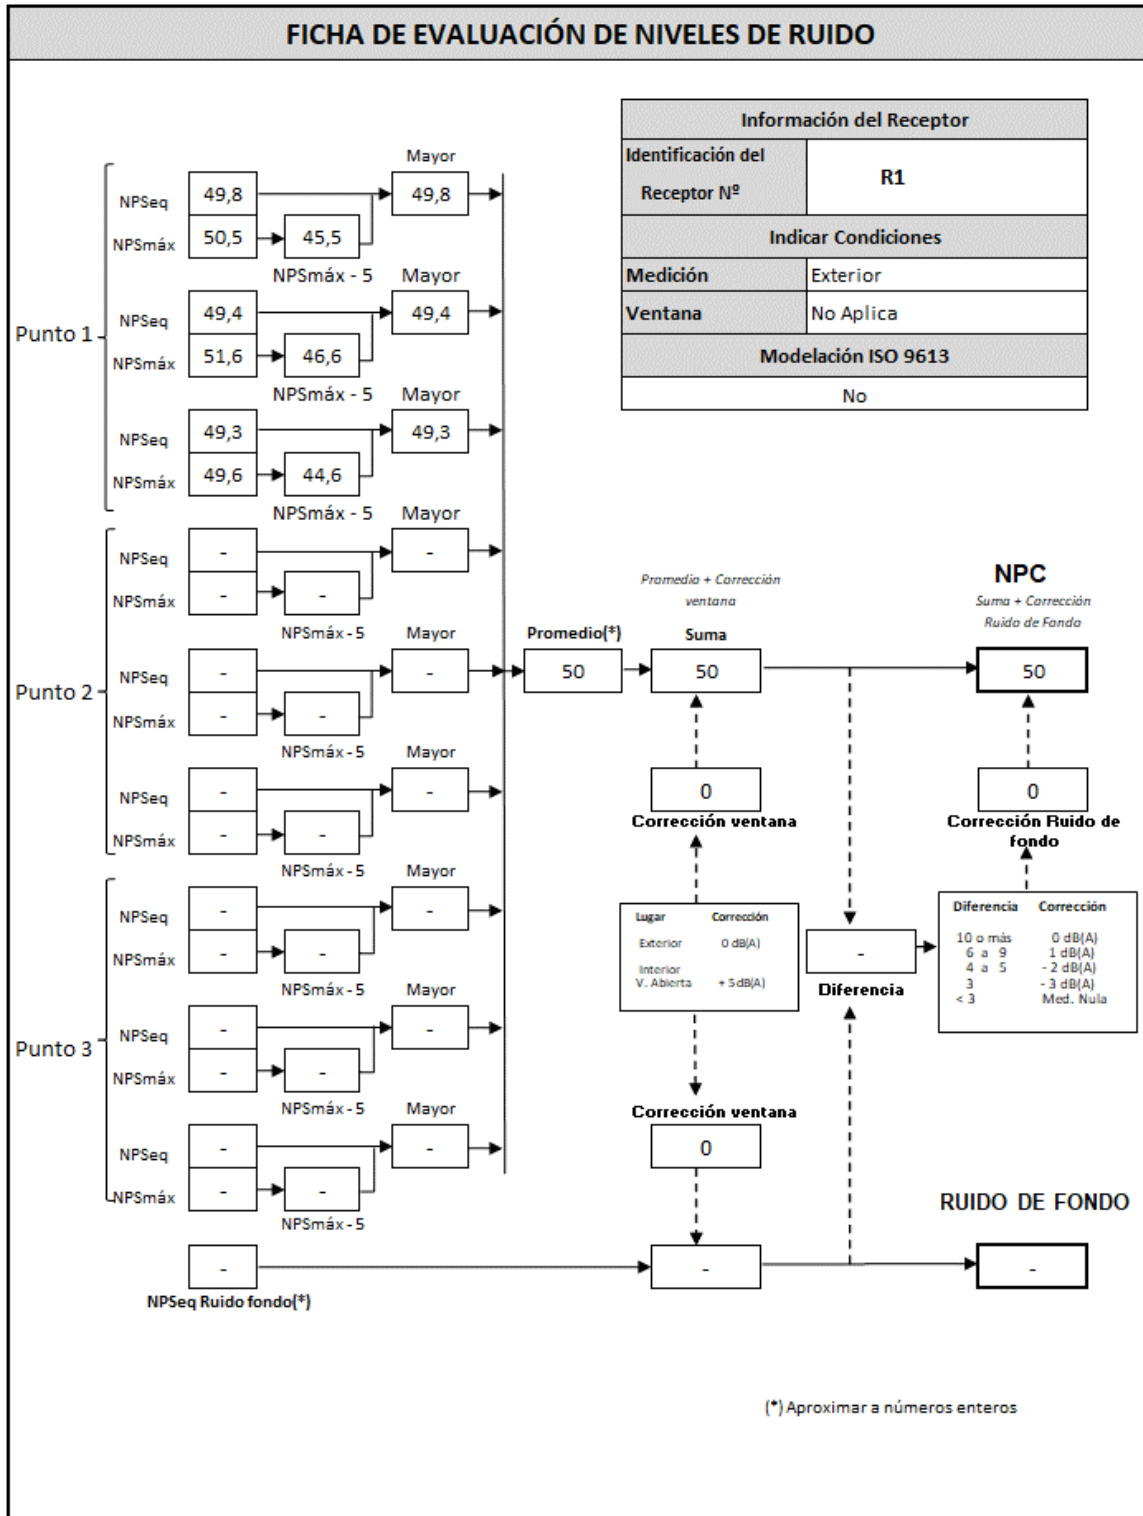 FICHA DE EVALUACIÓN DE NIVELES DE RUIDO
Información del Receptor
Identificación del Receptor Nº
R1
Indicar Condiciones
Medición
Exterior
Ventana
No Aplica
Modelación ISO 9613
No
Punto 1
Mayor
NPSeq
49,8
49,8
NPSmáx
50,5
45,5
NPSmáx - 5
Mayor
NPSeq
49,4
49,4
NPSmáx
51,6
46,6
NPSmáx - 5
Mayor
NPSeq
49,3
49,3
NPSmáx
49,6
44,6
NPSmáx - 5
Mayor
Punto 2
NPSeq
-
-
NPSmáx
-
-
NPSmáx - 5
Mayor
NPSeq
-
-
NPSmáx
-
-
NPSmáx - 5
Mayor
NPSeq
-
-
NPSmáx
-
-
NPSmáx - 5
Mayor
Punto 3
NPSeq
-
-
NPSmáx
-
-
NPSmáx - 5
Mayor
NPSeq
-
-
NPSmáx
-
-
NPSmáx - 5
Mayor
NPSeq
-
-
NPSmáx
-
-
NPSmáx - 5
-
NPSeq Ruido fondo(*)
Promedio(*)
50
Promedio + Corrección
ventana
Suma
50
0
Corrección ventana
Lugar Corrección
Exterior 0 dB(A)
Interior
V. Abierta + 5dB(A)
Corrección ventana
0
-
-
Diferencia
NPC
Suma + Corrección
Ruido de Fondo
50
0
Corrección Ruido de
fondo
Diferencia Corrección
10 o más 0 dB(A)
6 a 9 1 dB(A)
4 a 5 - 2 dB(A)
3 - 3 dB(A)
< 3 Med. Nula
RUIDO DE FONDO
-
(*) Aproximar a números enteros